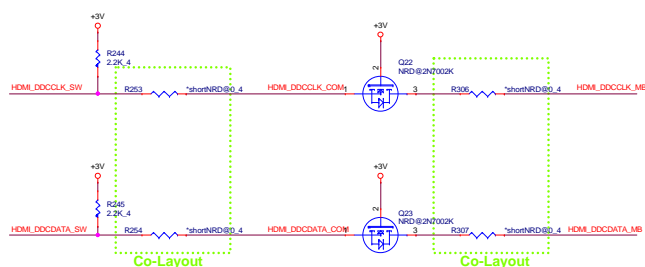 +3V
+3V
R244
2.2K_4
Q22
NRD@2N7002K
2
HDMI_DDCCLK_SW
R253
*shortNRD@0_4
HDMI_DDCCLK_COM
1
3
R306
*shortNRD@0_4
HDMI_DDCCLK_MB
+3V
+3V
R245
2.2K_4
Q23
NRD@2N7002K
2
HDMI_DDCDATA_SW
R254
*shortNRD@0_4
HDMI_DDCDATA_COM
1
3
R307
*shortNRD@0_4
HDMI_DDCDATA_MB
Co-Layout
Co-Layout